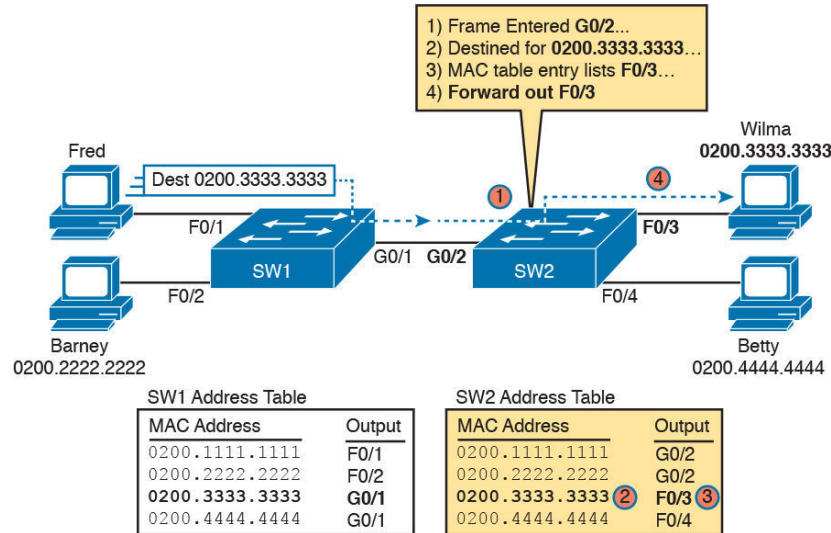 1) Frame Entered G0/2...
2) Destined for 0200.3333.3333...
3) MAC table entry lists F0/3...
4) Forward out F0/3
Wilma
0200.3333.3333
Fred
Dest 0200.3333.3333
1
4
F0/1
G0/1
G0/2
F0/3
SW1
SW2
F0/2
F0/4
Barney
0200.2222.2222
Betty
0200.4444.4444
SW1 Address Table
MAC Address Output
0200.1111.1111 F0/1
0200.2222.2222 F0/2
0200.3333.3333 G0/1
0200.4444.4444 G0/1
SW2 Address Table
MAC Address Output
0200.1111.1111 G0/2
0200.2222.2222 G0/2
0200.3333.3333 2 F0/3 3
0200.4444.4444 F0/4